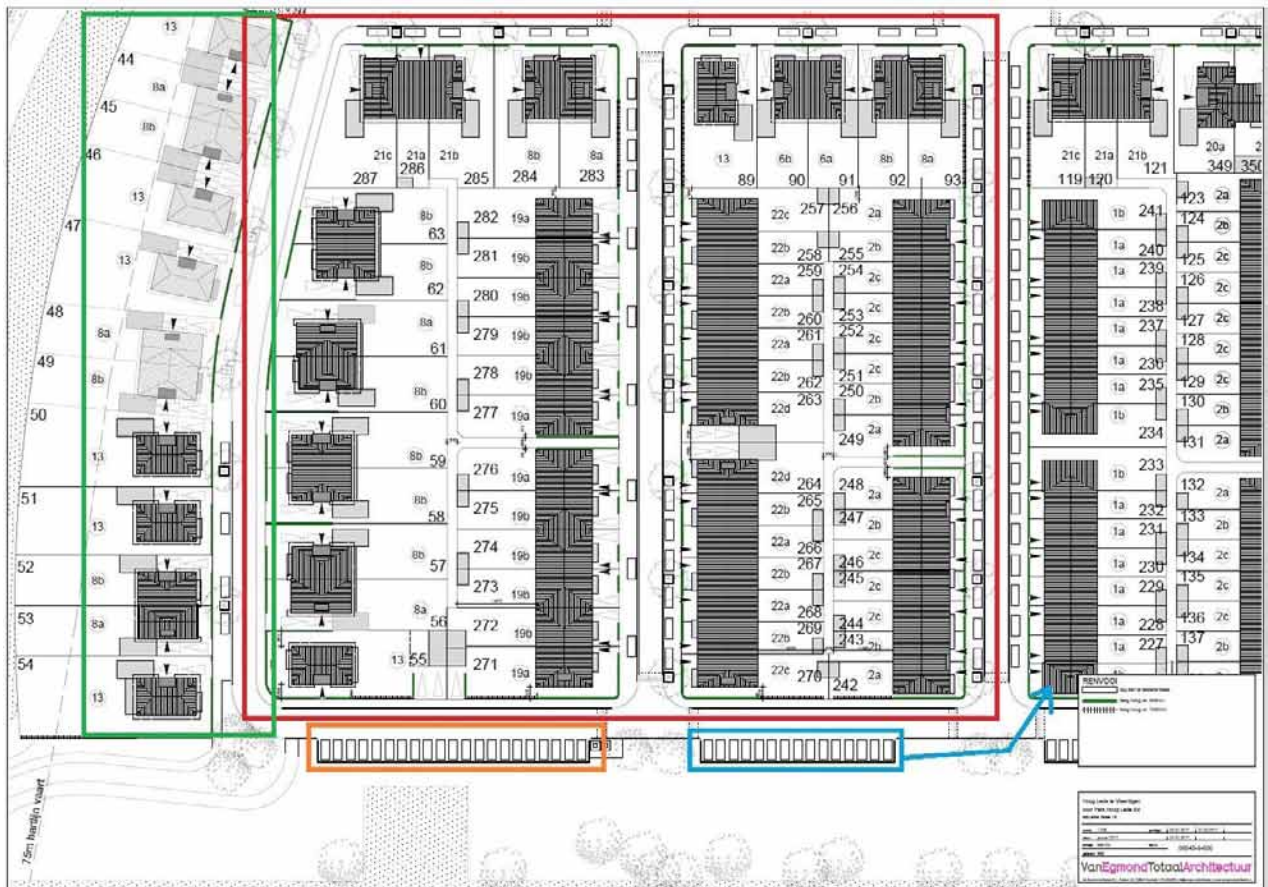 13
44
8a
45
8b
46
13
47
13
48
8a
49
8b
50
13
51
13
52
8b
53
8a
54
13
75m hartlijn vaart
21c 21a 21b 8b 8a
287 286 285 284 283
13 6b 6a 8b 8a
89 90 91 92 93
21c 21a 21b 121
119 120
20a
349 350
8b
63
8b
62
8a
61
8b
60
8b
59
8b
58
8b
57
8a
56
13 55
282 19a
281 19b
280 19b
279 19b
278 19b
277 19a
276 19a
275 19b
274 19b
273 19b
272 19b
271 19a
22c 257 256 2a
22b 258 255 2b
22a 259 254 2c
22b 260 253 2c
22a 261 252 2c
22b 262 251 2c
22d 263 250 2b
249 2a
22d 264 248 2a
22b 265 247 2b
22a 266 246 2c
22b 267 245 2c
22a 268 244 2c
22b 269 243 2b
22c 270 242 2a
1b 241 123 2a
1a 240 124 2b
1a 239 125 2c
1a 238 126 2c
1a 237 127 2c
1a 236 128 2c
1a 235 129 2c
1b 234 130 2b
131 2a
1b 233 132 2a
1a 232 133 2b
1a 231 134 2c
1a 230 135 2c
1a 229 136 2c
1a 228 137 2b
1a 227
RENVOOI
VanEgmondTotaalArchitectuur